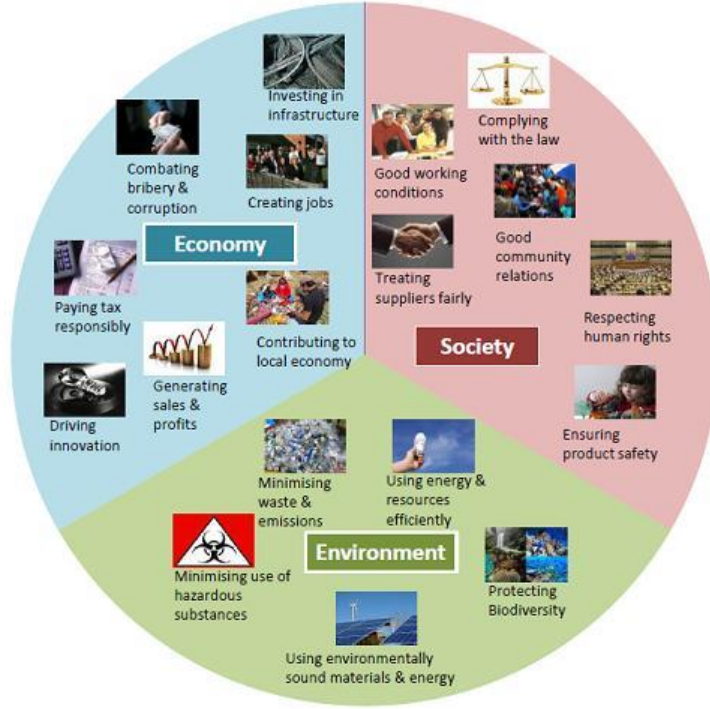 Investing in
infrastructure
Combating
bribery &
corruption
Creating jobs
Economy
Paying tax
responsibly
Contributing to
local economy
Generating
sales &
profits
Driving
innovation
Complying
with the law
Good working
conditions
Good
community
relations
Treating
suppliers fairly
Respecting
human rights
Society
Ensuring
product safety
Minimising
waste &
emissions
Using energy &
resources
efficiently
Environment
Minimising use of
hazardous
substances
Protecting
Biodiversity
Using environmentally
sound materials & energy